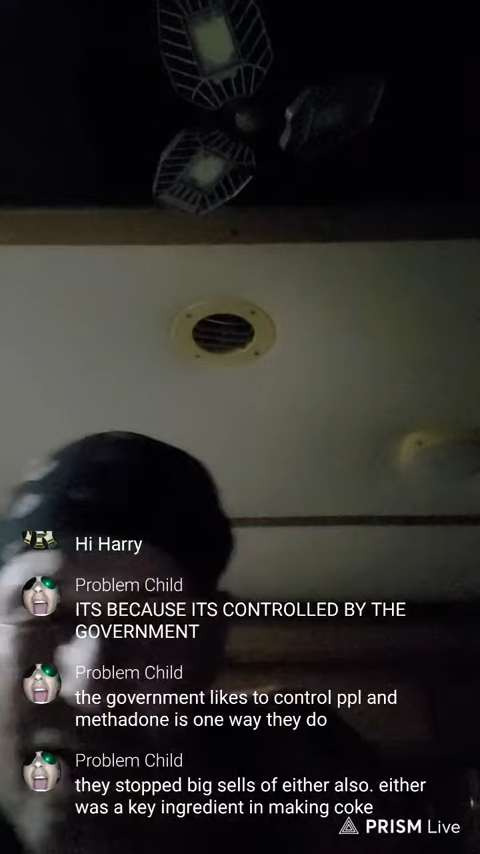 Hi Harry
Problem Child
ITS BECAUSE ITS CONTROLLED BY THE
GOVERNMENT
Problem Child
the government likes to control ppl and
methadone is one way they do
Problem Child
they stopped big sells of either also. either
was a key ingredient in making coke
PRISM Live